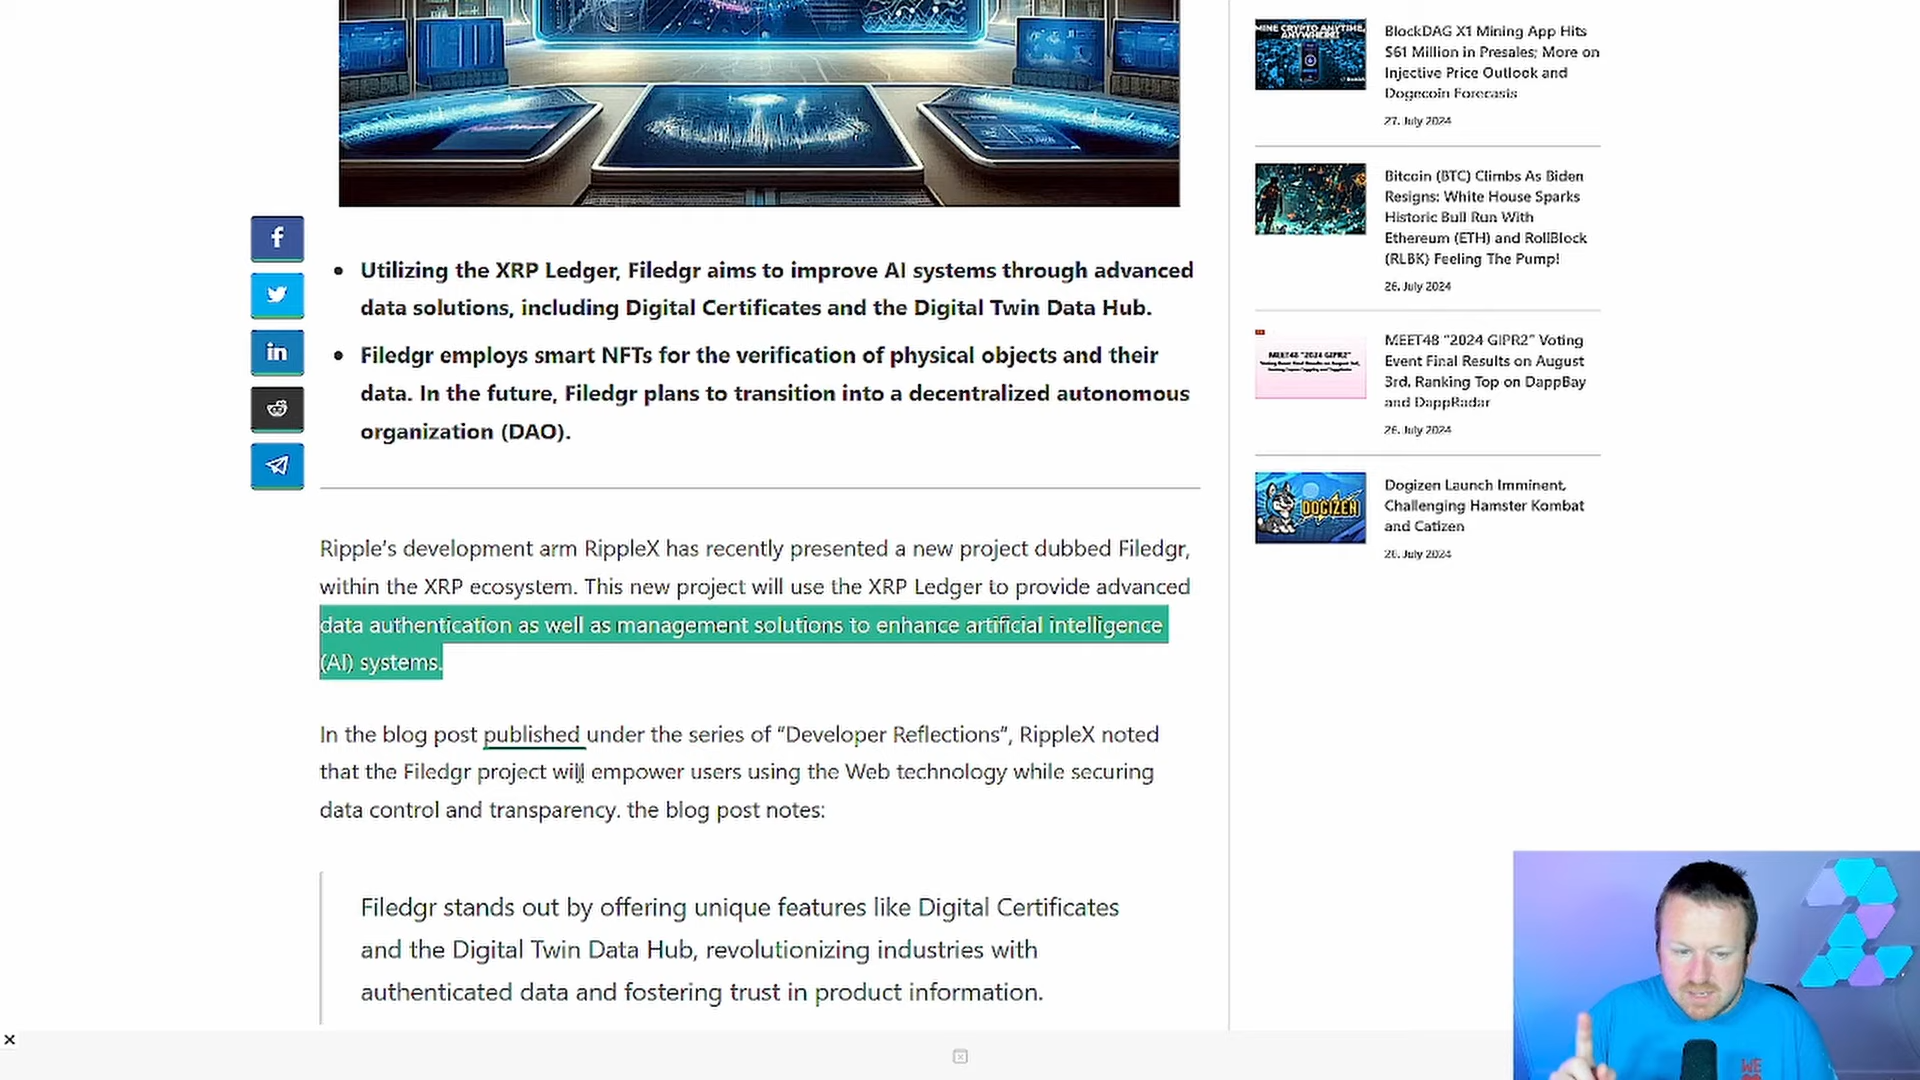 Utilizing the XRP Ledger, Filedgr aims to improve AI systems through advanced
data solutions, including Digital Certificates and the Digital Twin Data Hub.
Filedgr employs smart NFTs for the verification of physical objects and their
data. In the future, Filedgr plans to transition into a decentralized autonomous
organization (DAO).
Ripple’s development arm RippleX has recently presented a new project dubbed Filedgr,
within the XRP ecosystem. This new project will use the XRP Ledger to provide advanced
data authentication as well as management solutions to enhance artificial intelligence
(AI) systems.
In the blog post published under the series of “Developer Reflections”, RippleX noted
that the Filedgr project will empower users using the Web technology while securing
data control and transparency. the blog post notes:
Filedgr stands out by offering unique features like Digital Certificates
and the Digital Twin Data Hub, revolutionizing industries with
authenticated data and fostering trust in product information.
MINE CRYPTO ANYTIME,
ANYWHERE!
BlockDAG X1 Mining App Hits
$61 Million in Presales; More on
Injective Price Outlook and
Dogecoin Forecasts
27. July 2024
Bitcoin (BTC) Climbs As Biden
Resigns: White House Sparks
Historic Bull Run With
Ethereum (ETH) and RollBlock
(RLBK) Feeling The Pump!
26. July 2024
MEET48 "2024 GIPR2"
MEET48 “2024 GIPR2” Voting
Event Final Results on August
3rd, Ranking Top on DappBay
and DappRadar
26. July 2024
DOGIZEN
Dogizen Launch Imminent,
Challenging Hamster Kombat
and Catizen
26. July 2024
WE